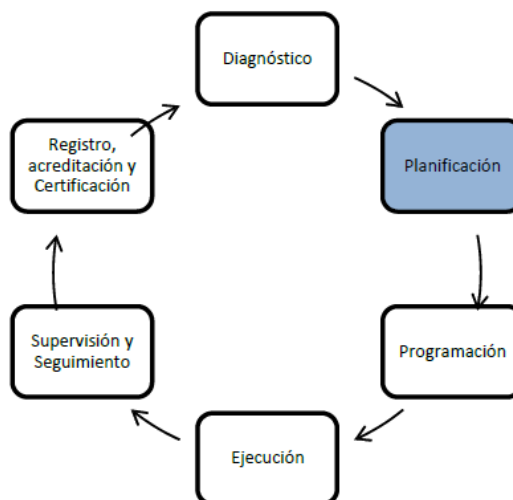 Diagnóstico
Planificación
Programación
Ejecución
Supervisión y
Seguimiento
Registro,
acreditación y
Certificación